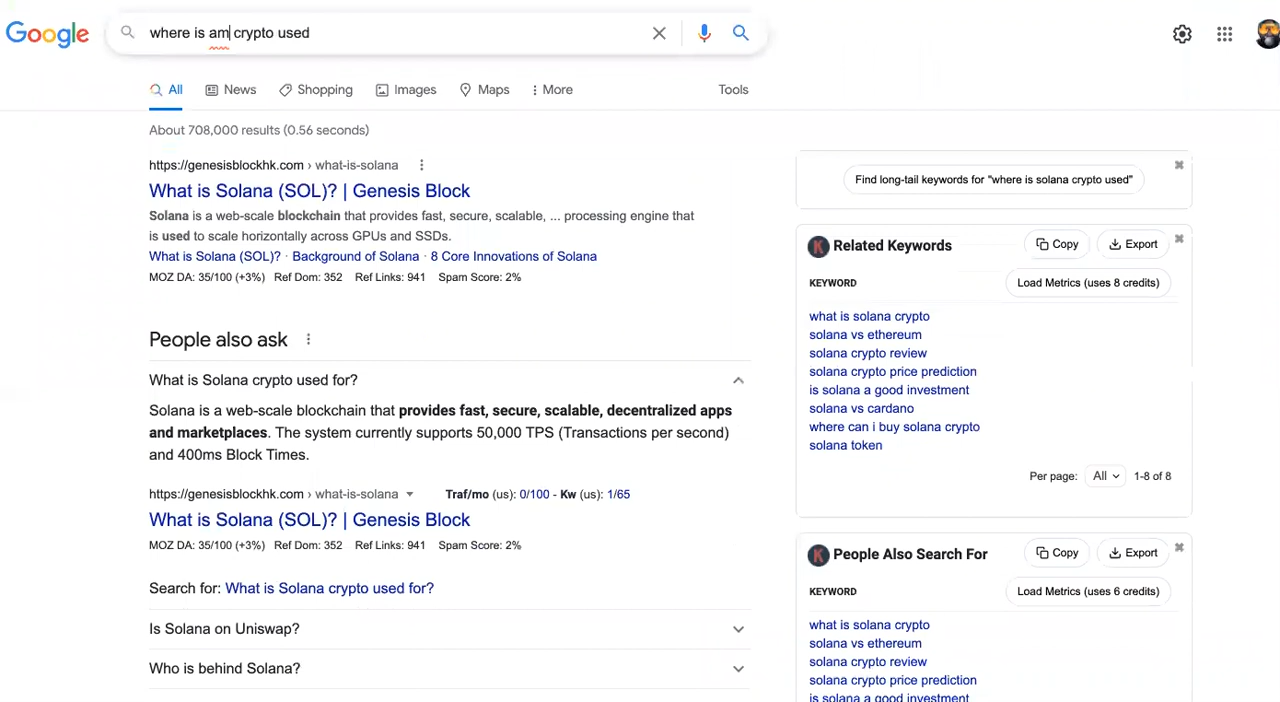 Google
where is am crypto used
All
News
Shopping
Images
Maps
More
Tools
About 708,000 results (0.56 seconds)
https://genesisblockhk.com › what-is-solana
What is Solana (SOL)? | Genesis Block
Solana is a web-scale blockchain that provides fast, secure, scalable, ... processing engine that
is used to scale horizontally across GPUs and SSDs.
What is Solana (SOL)? · Background of Solana · 8 Core Innovations of Solana
MOZ DA: 35/100 (+3%) Ref Dom: 352 Ref Links: 941 Spam Score: 2%
People also ask
What is Solana crypto used for?
Solana is a web-scale blockchain that provides fast, secure, scalable, decentralized apps
and marketplaces. The system currently supports 50,000 TPS (Transactions per second)
and 400ms Block Times.
https://genesisblockhk.com › what-is-solana Traf/mo (us): 0/100 - Kw (us): 1/65
What is Solana (SOL)? | Genesis Block
MOZ DA: 35/100 (+3%) Ref Dom: 352 Ref Links: 941 Spam Score: 2%
Search for: What is Solana crypto used for?
Is Solana on Uniswap?
Who is behind Solana?
Find long-tail keywords for "where is solana crypto used"
K Related Keywords
Copy
Export
KEYWORD
Load Metrics (uses 8 credits)
what is solana crypto
solana vs ethereum
solana crypto review
solana crypto price prediction
is solana a good investment
solana vs cardano
where can i buy solana crypto
solana token
Per page: All 1-8 of 8
K People Also Search For
Copy
Export
KEYWORD
Load Metrics (uses 6 credits)
what is solana crypto
solana vs ethereum
solana crypto review
solana crypto price prediction
is solana a good investment